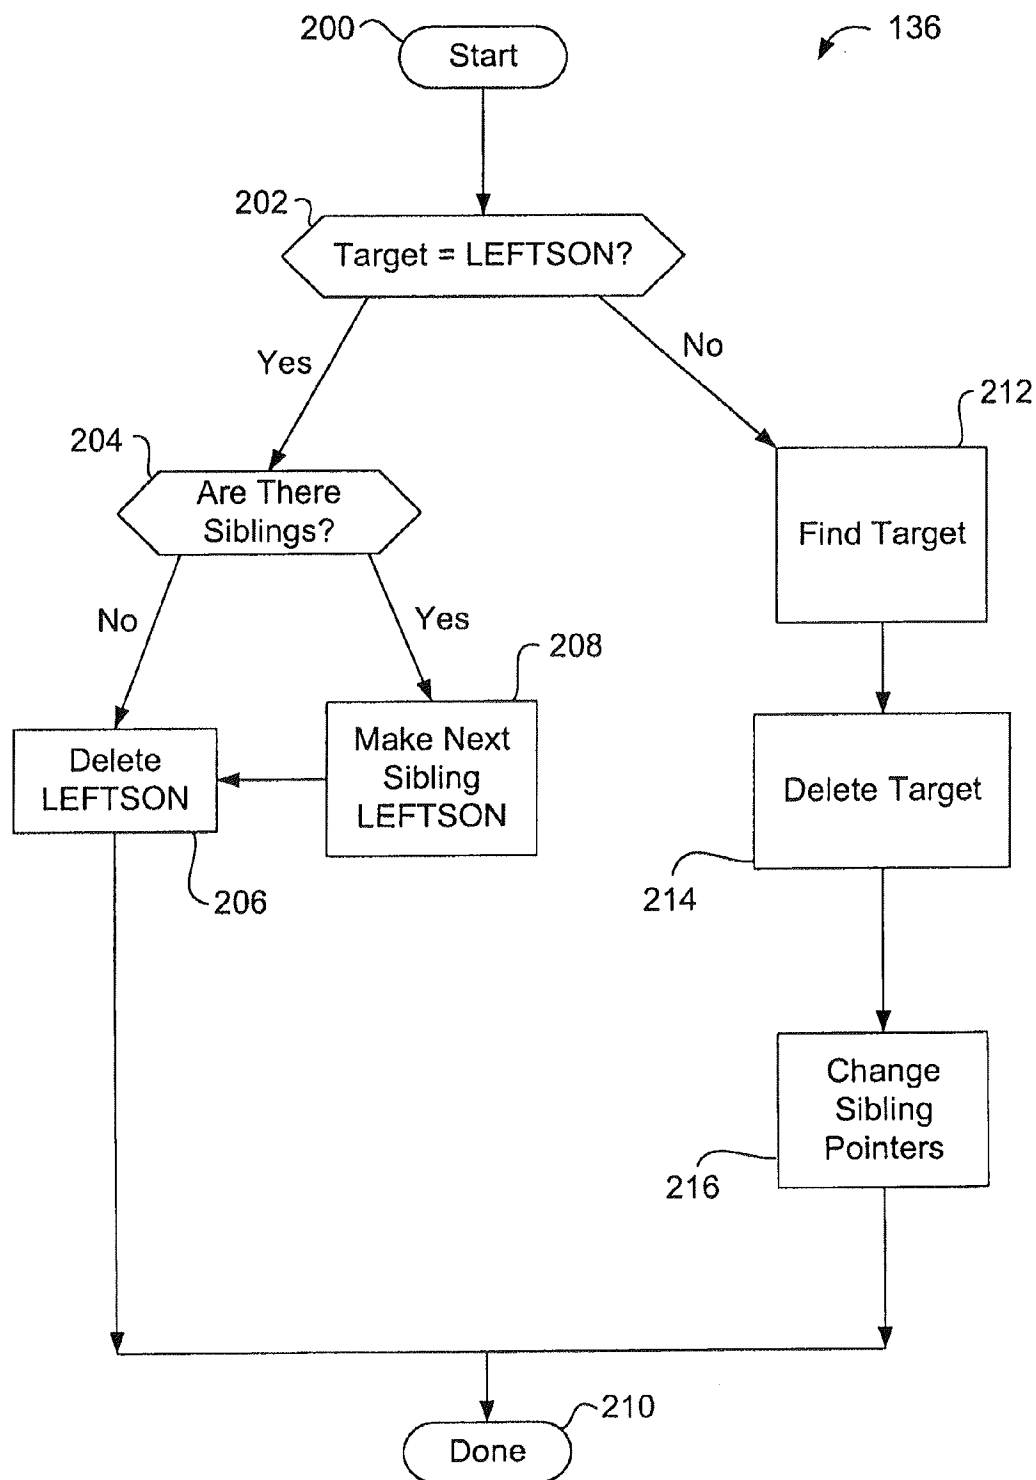 200
Start
136
202
Target = LEFTSON?
Yes
No
204
Are There
Siblings?
212
Find Target
No
Yes
208
Delete
LEFTSON
Make Next
Sibling
LEFTSON
Delete Target
206
214
Change
Sibling
Pointers
216
210
Done